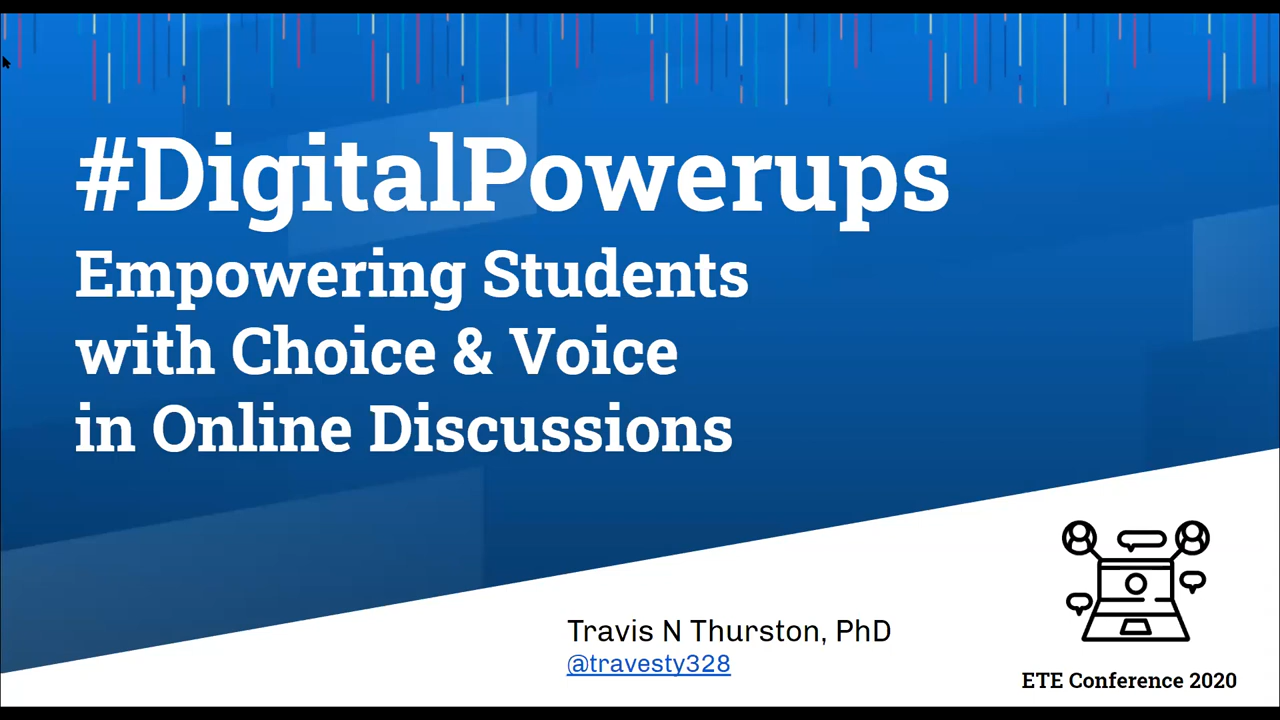 #DigitalPowerups
Empowering Students
with Choice & Voice
in Online Discussions
Travis N Thurston, PhD
@travesty328
ETE Conference 2020